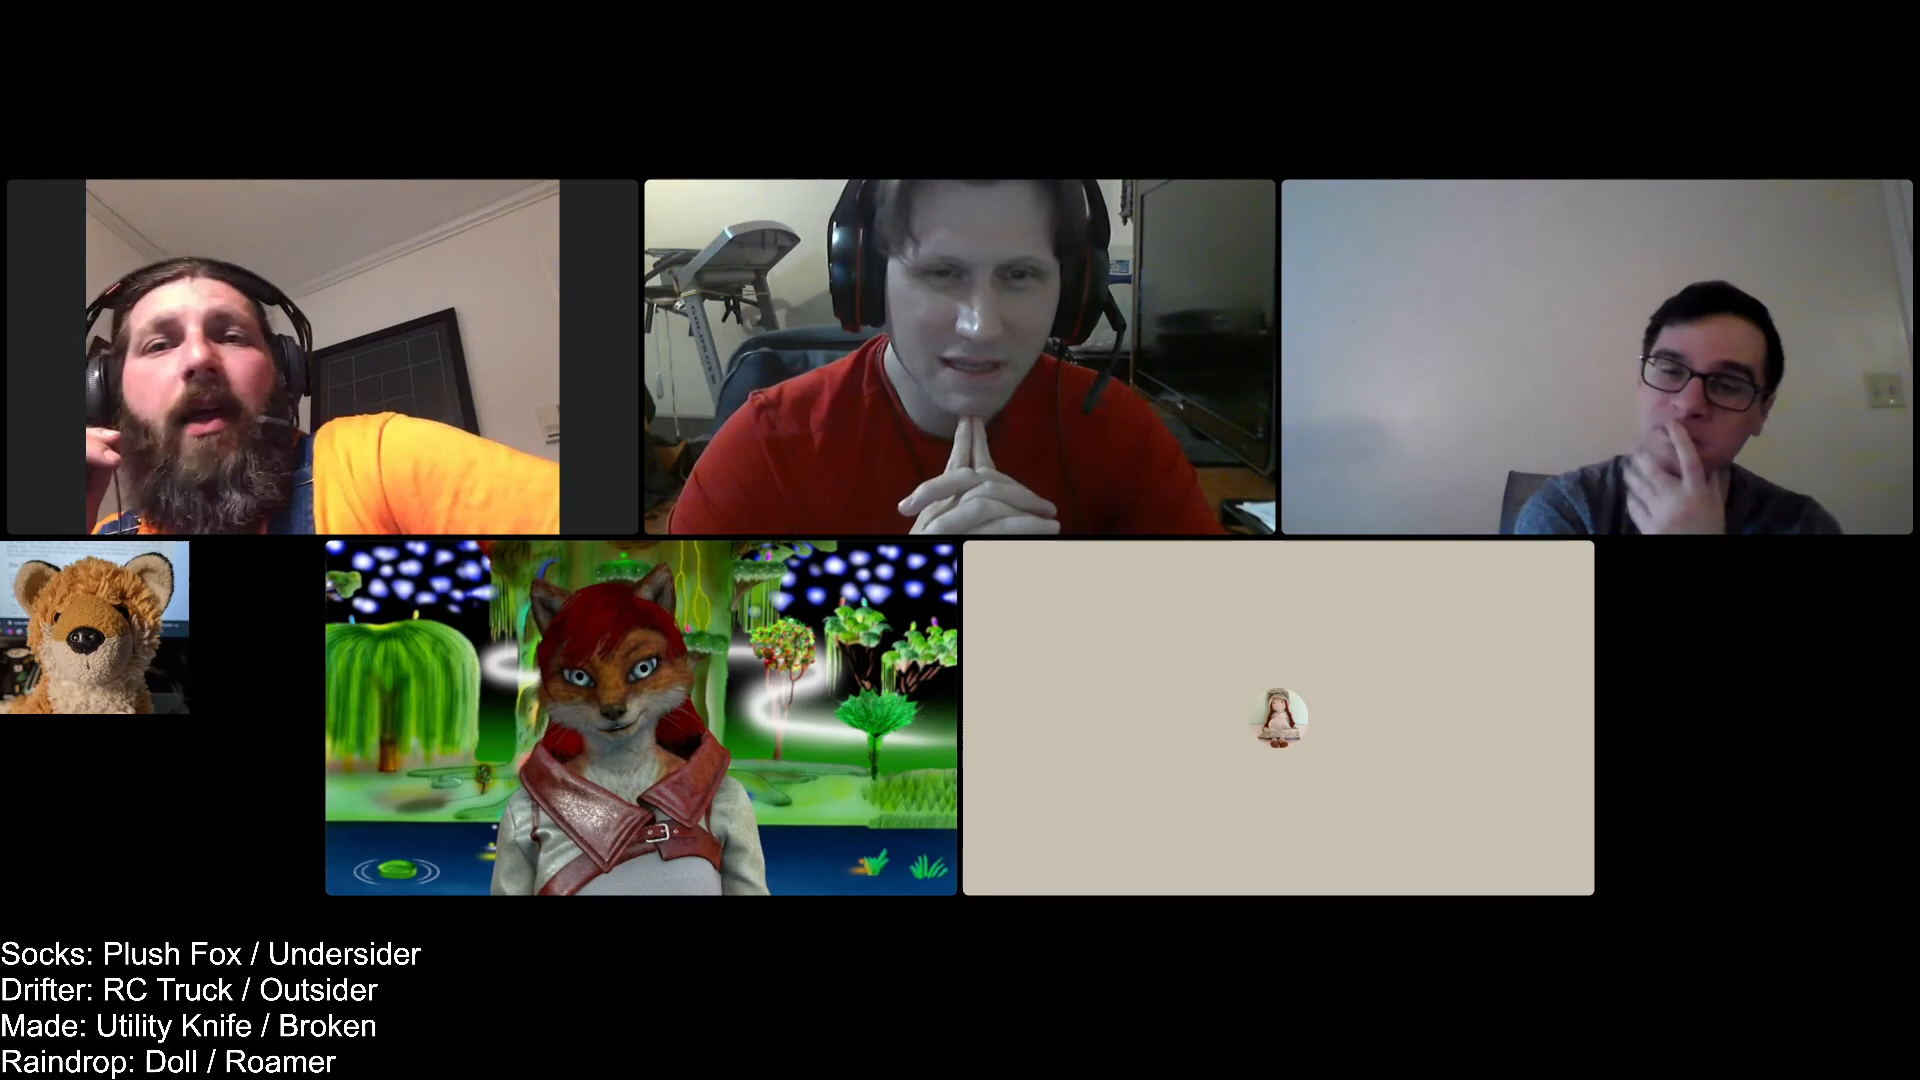 Socks: Plush Fox / Undersider
Drifter: RC Truck / Outsider
Made: Utility Knife / Broken
Raindrop: Doll / Roamer